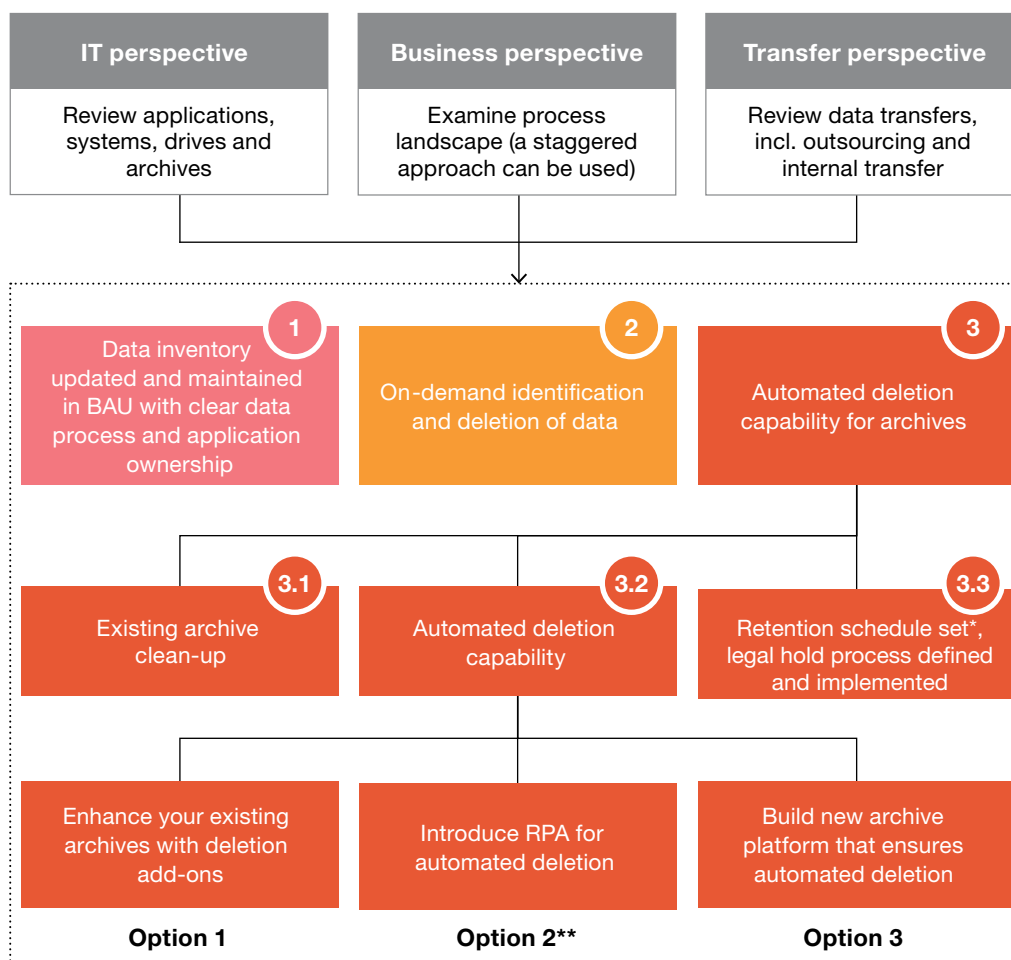 IT perspective
Review applications,
systems, drives and
archives
Business perspective
Examine process
landscape (a staggered
approach can be used)
Transfer perspective
Review data transfers,
incl. outsourcing and
internal transfer
1
Data inventory
updated and maintained
in BAU with clear data
process and application
ownership
2
On-demand identification
and deletion of data
3
Automated deletion
capability for archives
3.1
Existing archive
clean-up
3.2
Automated deletion
capability
3.3
Retention schedule set*,
legal hold process defined
and implemented
Enhance your existing
archives with deletion
add-ons
Option 1
Introduce RPA for
automated deletion
Option 2**
Build new archive
platform that ensures
automated deletion
Option 3